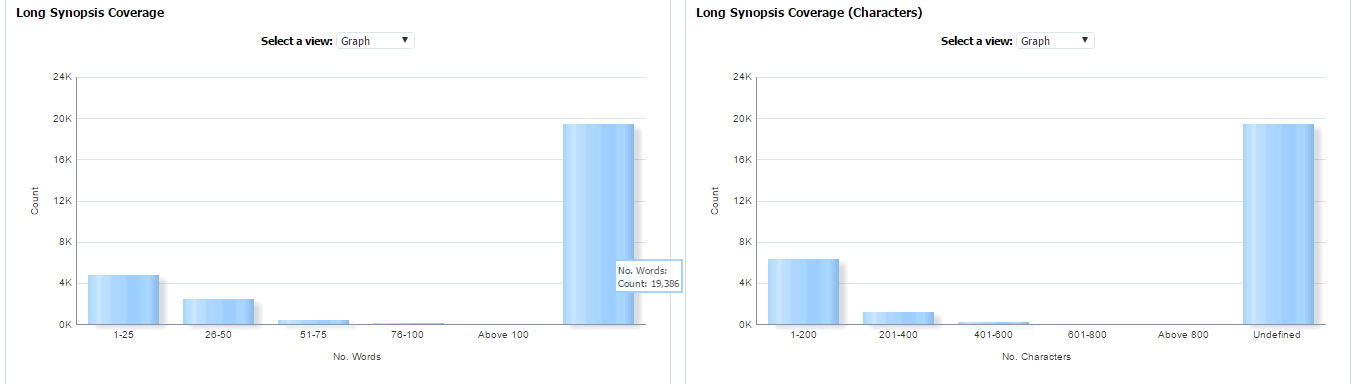 Long Synopsis Coverage
Select a view: Graph
24K
20K
16K
12K
8K
4K
0K
Count
No. Words:
Count: 19,386
1-25 26-50 51-75 76-100 Above 100
No. Words
Long Synopsis Coverage (Characters)
Select a view: Graph
24K
20K
16K
12K
8K
4K
0K
Count
1-200 201-400 401-600 601-800 Above 800 Undefined
No. Characters